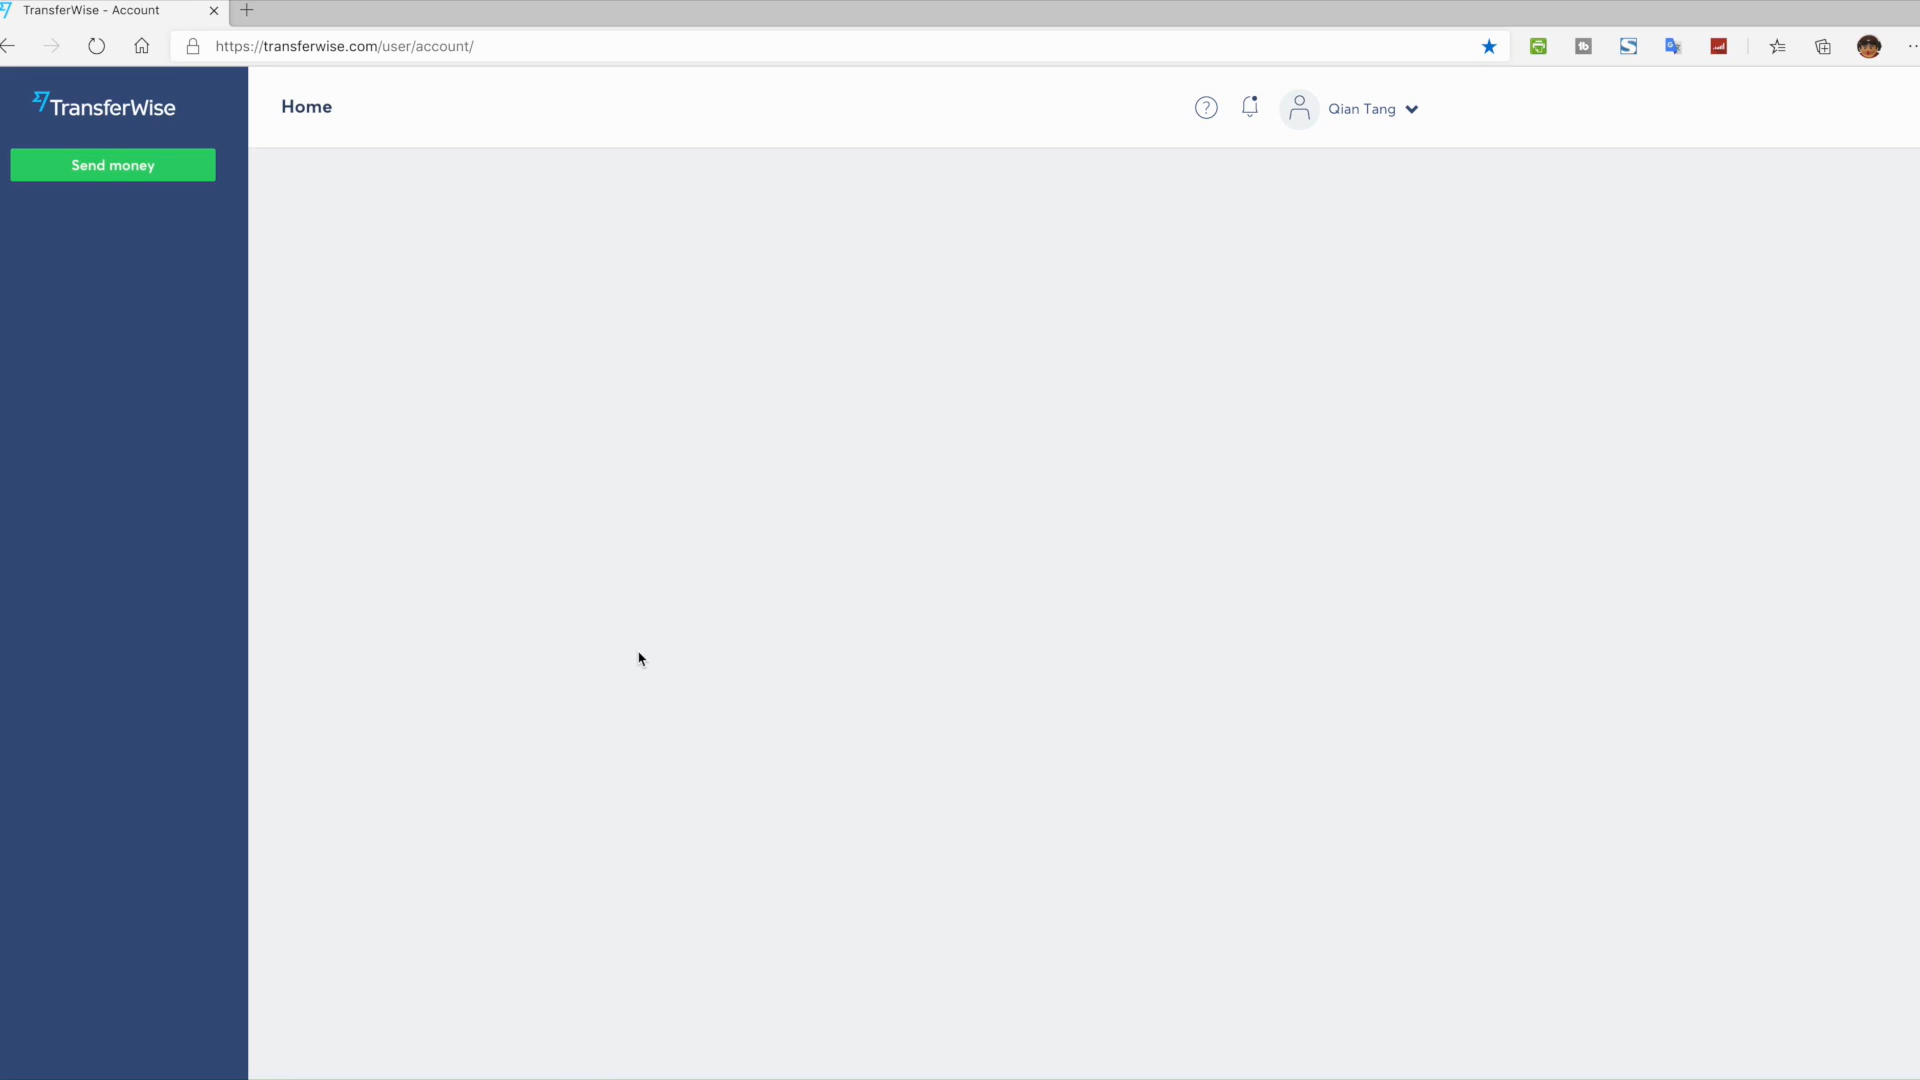 TransferWise - Account
https://transferwise.com/user/account/
TransferWise
Home
Qian Tang
Send money